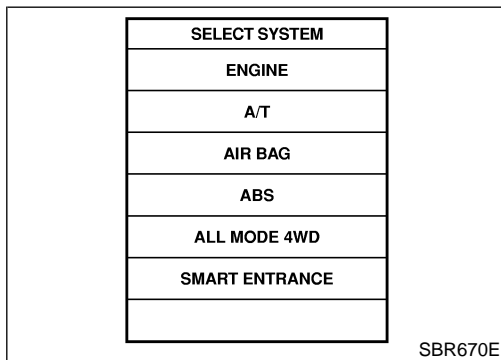 SELECT SYSTEM
ENGINE
A/T
AIR BAG
ABS
ALL MODE 4WD
SMART ENTRANCE
SBR670E